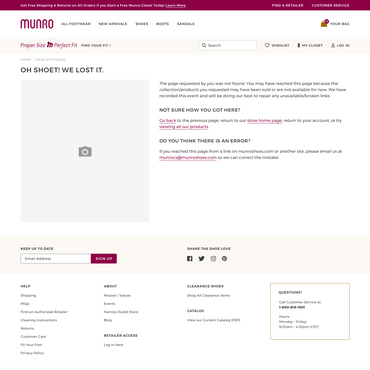 Get Free Shipping & Returns on All Orders if you Start a Free Munro Closet Today! Learn More
FIND A RETAILER
CUSTOMER SERVICE
MUNRO
ALL FOOTWEAR
NEW ARRIVALS
SHOES
BOOTS
SANDALS
YOUR BAG
Proper Size to Perfect Fit
FIND YOUR FIT >
Search
WISHLIST
MY CLOSET
LOG IN
HOME / PAGE NOT FOUND
OH SHOET! WE LOST IT.
The page requested by you was not found. You may have reached this page because the
collection/products you requested may have been sold or are not available for now. We have
recorded this event and will be doing our best to repair any unavailable/broken links.
NOT SURE HOW YOU GOT HERE?
Go back to the previous page, return to our store home page, return to your account, or try
viewing all our products.
DO YOU THINK THERE IS AN ERROR?
If you reached this page from a link on munroshoes.com or another site, please email us at
munrocs@munroshoes.com so we can correct the mistake.
KEEP UP TO DATE
Email Address
SIGN UP
SHARE THE SHOE LOVE
HELP
Shipping
FAQs
Find an Authorized Retailer
Cleaning Instructions
Returns
Customer Care
Fit Your Foot
Privacy Policy
ABOUT
Mission / Values
Events
Factory Outlet Store
Blog
RETAILER ACCESS
Log In Here
CLEARANCE SHOES
Shop All Clearance Items
CATALOG
View our Current Catalog (PDF)
QUESTIONS?
Call Customer Service at:
Hours:
Monday - Friday
8:00am - 4:30pm (CST)